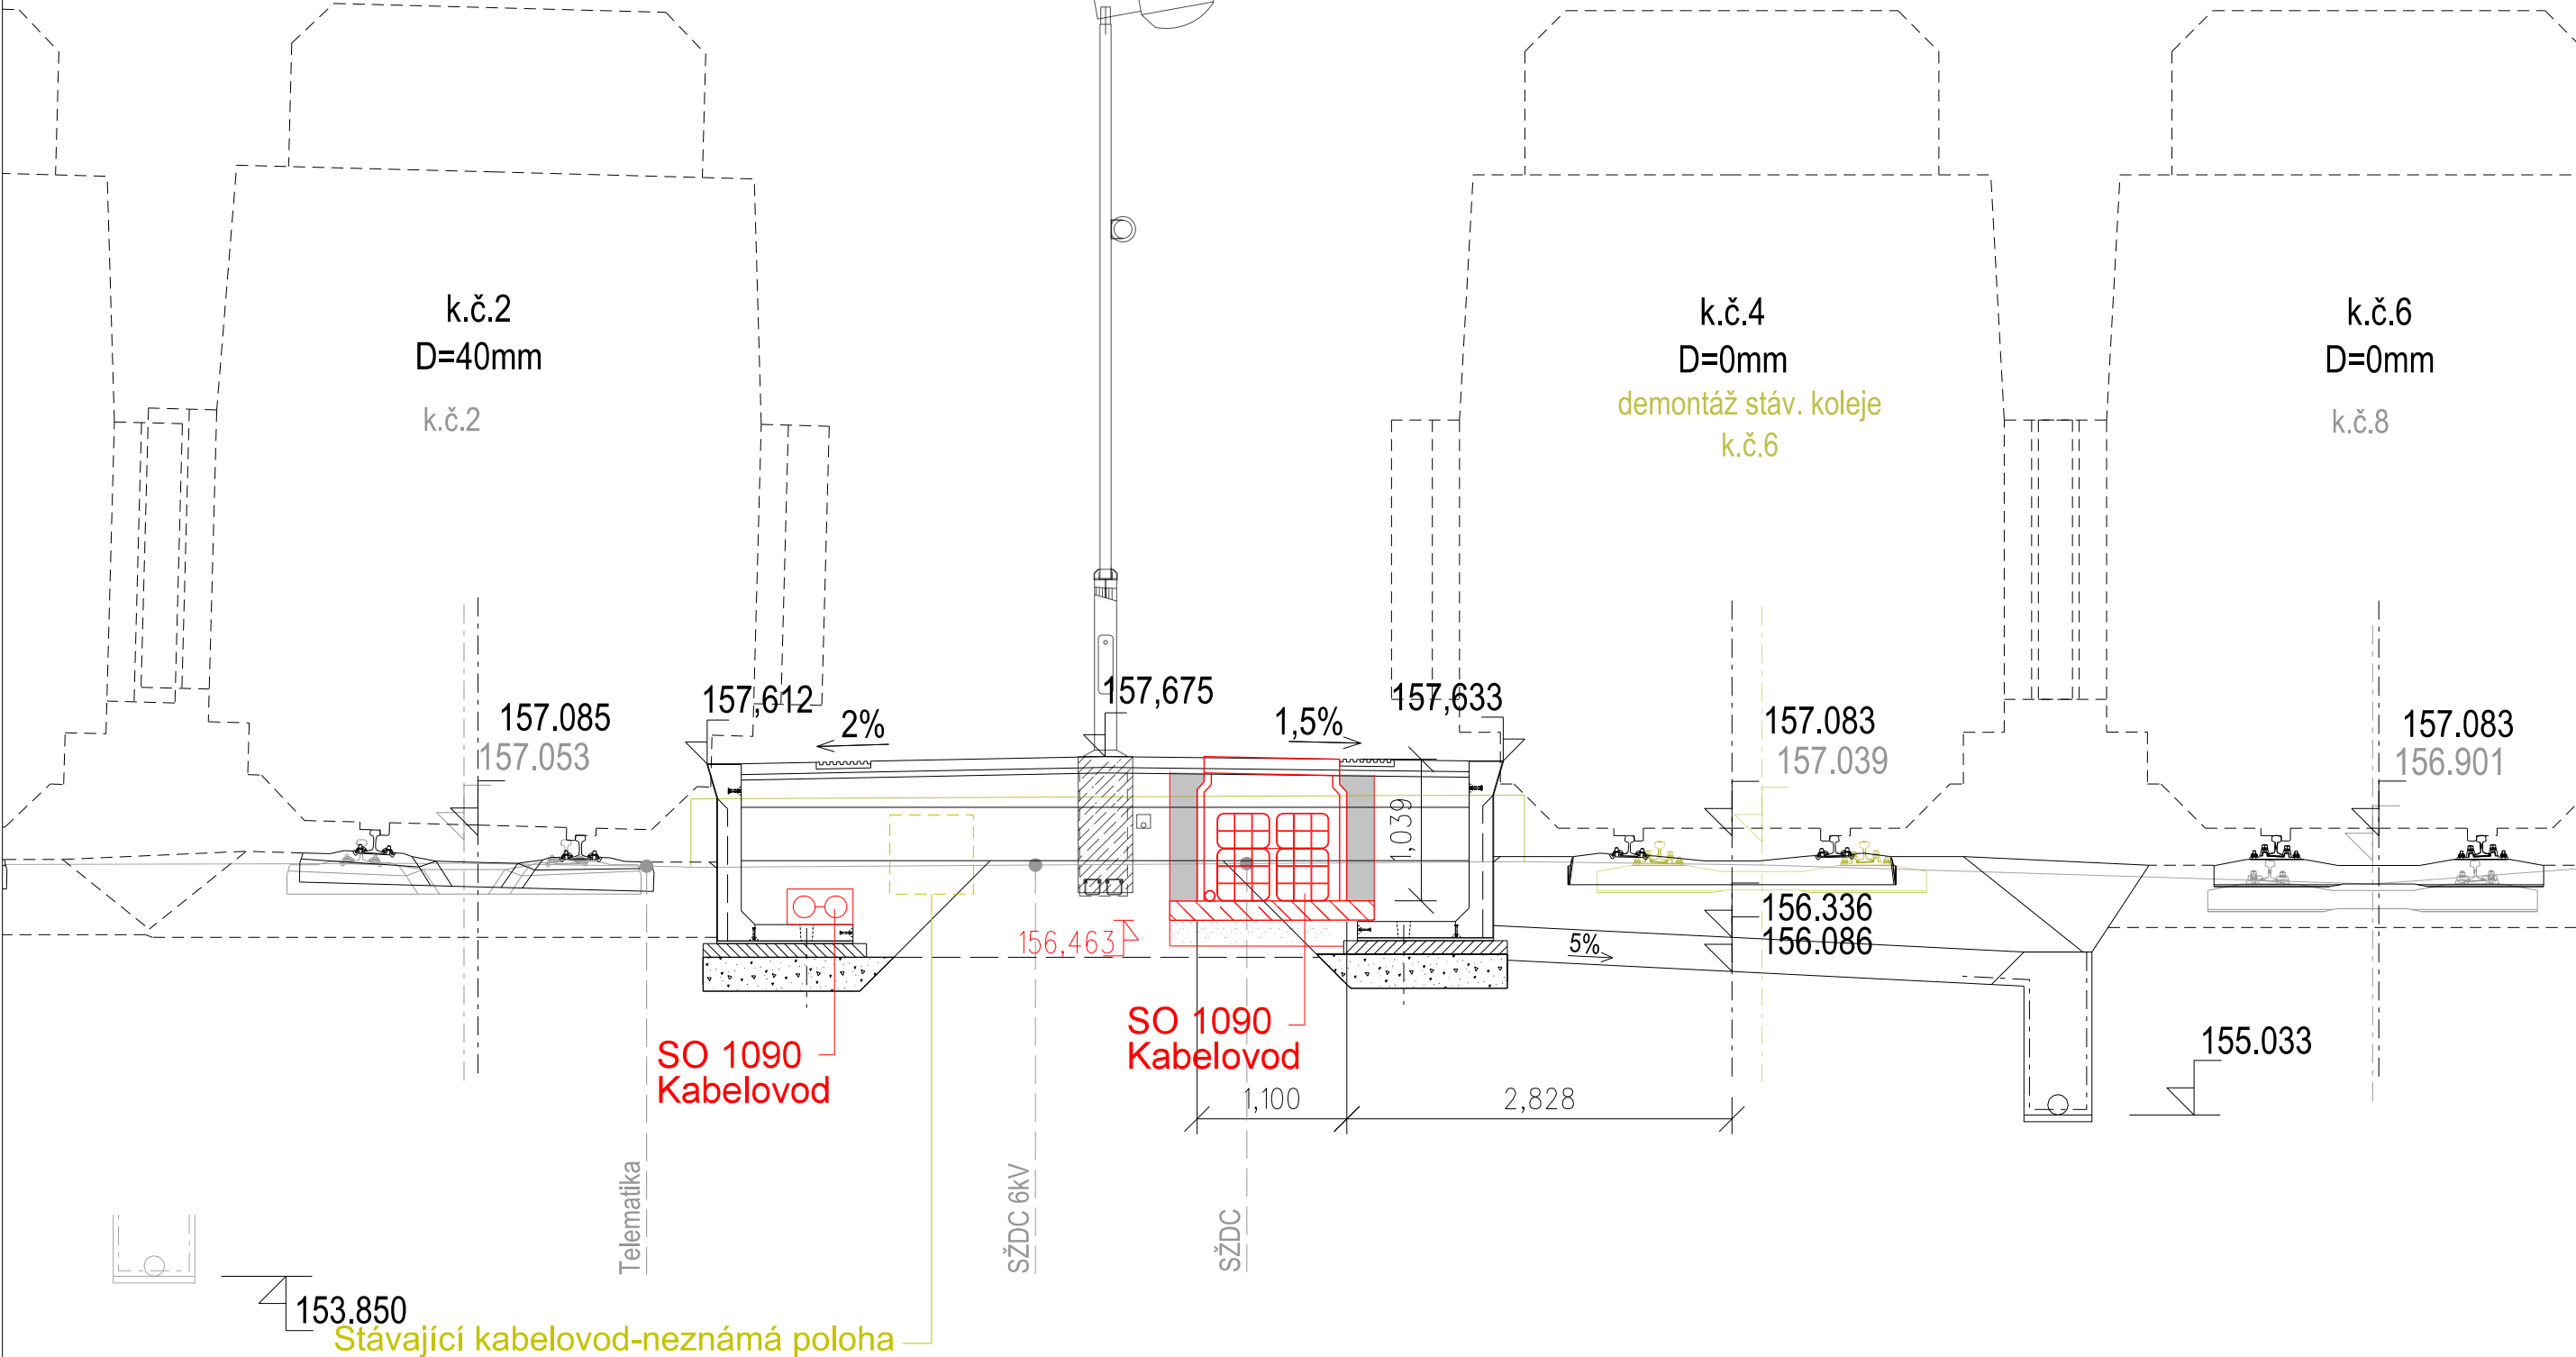 k.č.2
D=40mm
k.č.2
k.č.4
D=0mm
demontáž stáv. koleje
k.č.6
k.č.6
D=0mm
k.č.8
157.085
157.053
157,612
2%
157,675
1,5%
157,633
157.083
157.039
157.083
156.901
1,039
156,463
156.336
156.086
5%
SO 1090
Kabelovod
SO 1090
Kabelovod
155.033
1,100
2,828
Telematika
SŽDC 6kV
SŽDC
153.850
Stávající kabelovod-neznámá poloha